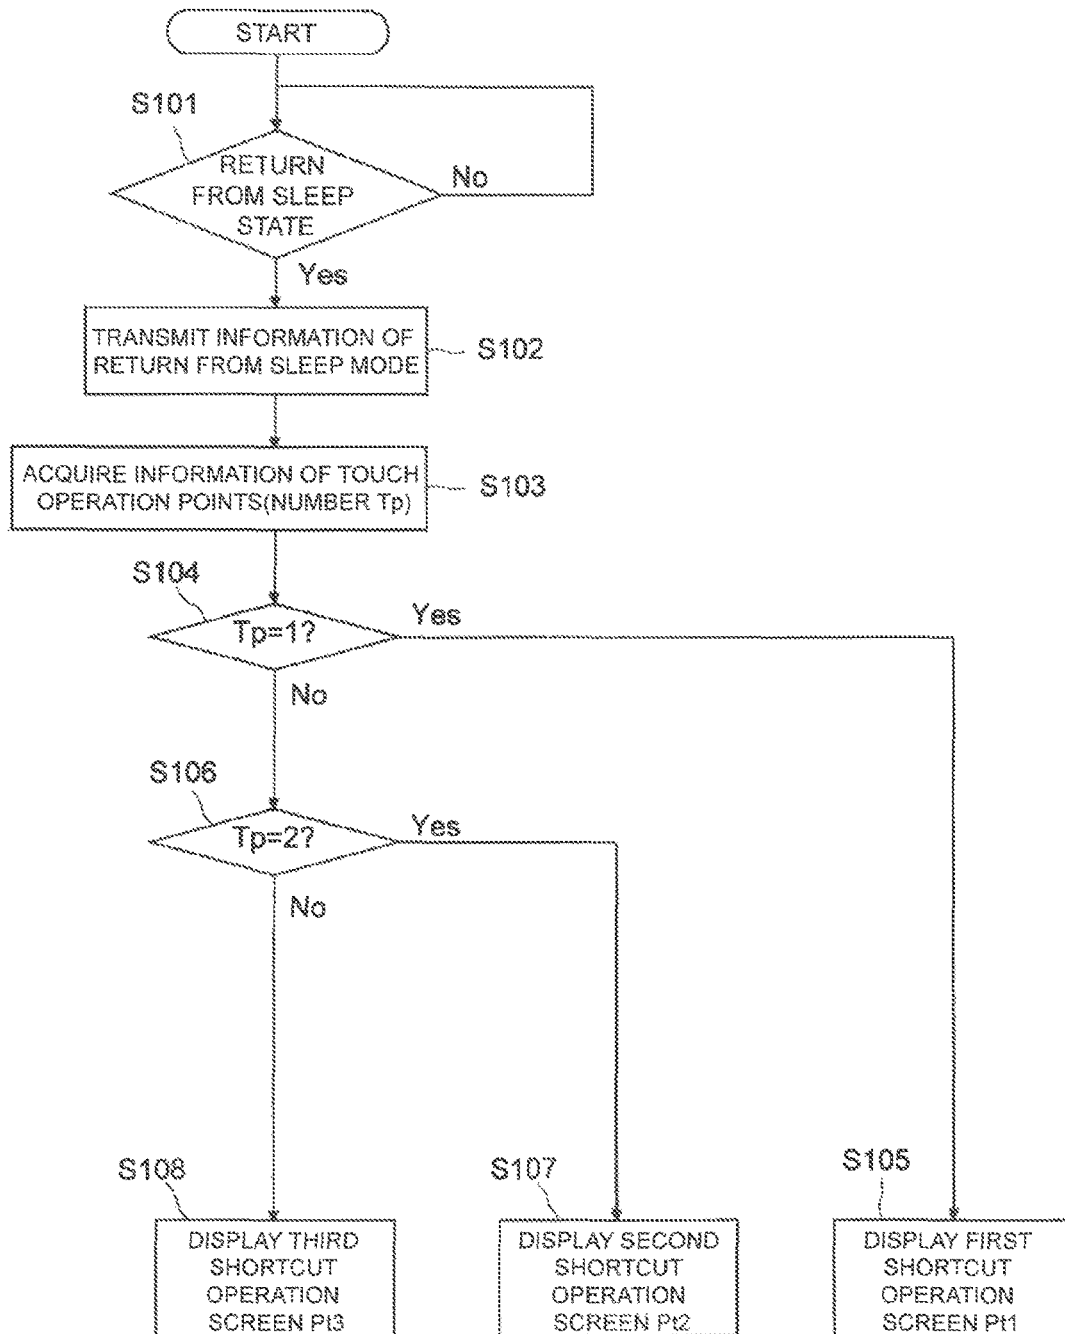 START
S101
RETURN
FROM SLEEP
STATE
No
Yes
TRANSMIT INFORMATION OF
RETURN FROM SLEEP MODE
S102
ACQUIRE INFORMATION OF TOUCH
OPERATION POINTS(NUMBER Tp)
S103
S104
Tp=1?
Yes
No
S106
Tp=2?
Yes
No
S108
DISPLAY THIRD
SHORTCUT
OPERATION
SCREEN Pt3
S107
DISPLAY SECOND
SHORTCUT
OPERATION
SCREEN Pt2
S105
DISPLAY FIRST
SHORTCUT
OPERATION
SCREEN Pt1